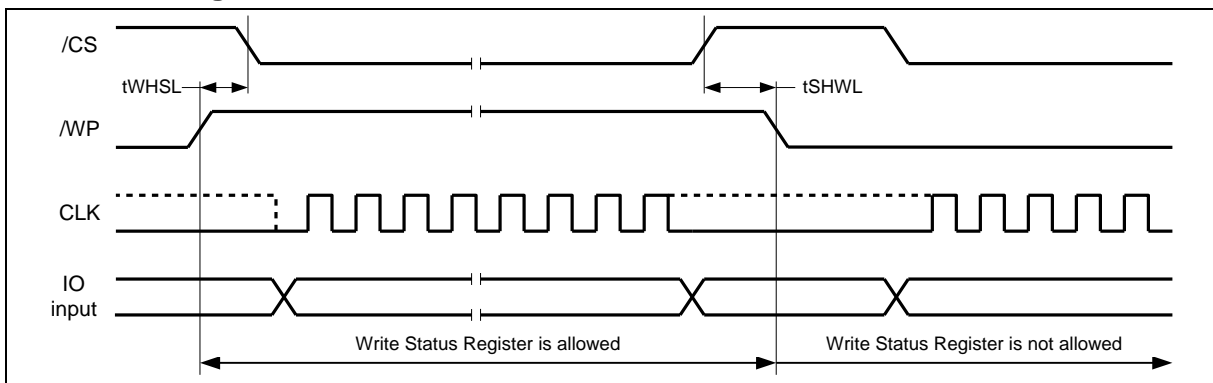 /CS
tWHSL
tSHWL
/WP
CLK
IO
input
Write Status Register is allowed
Write Status Register is not allowed